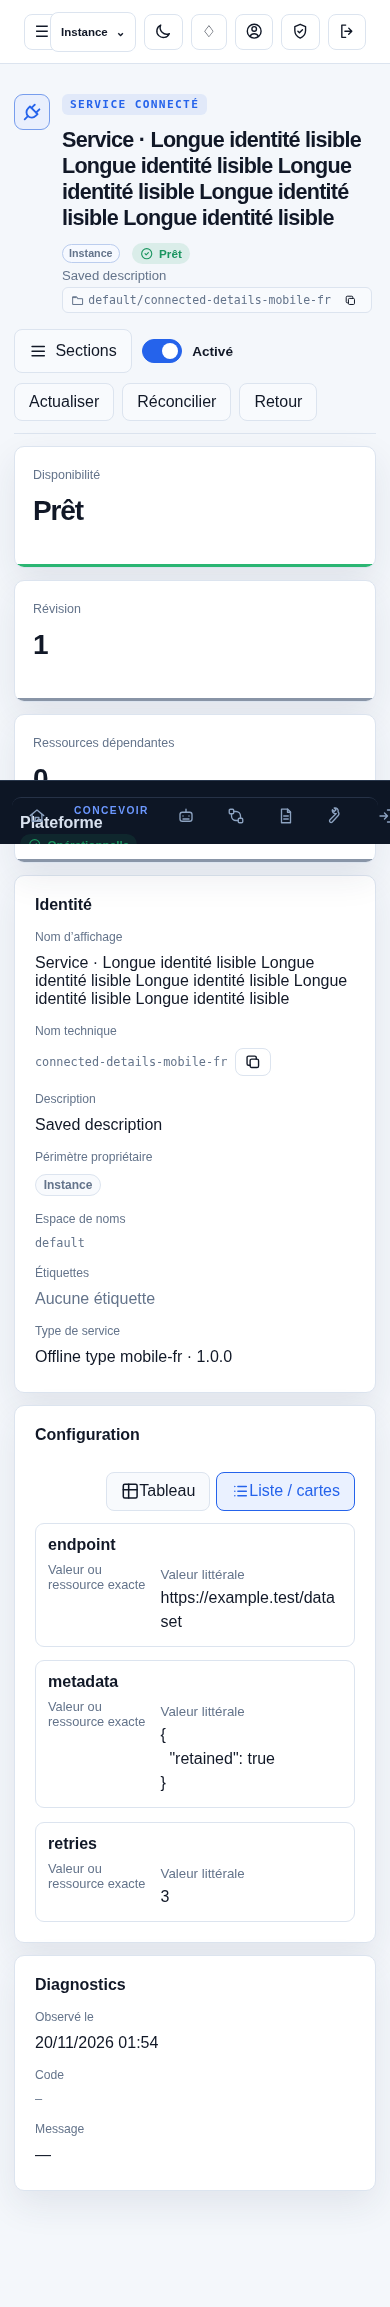 Instance
SERVICE CONNECTÉ
Service · Longue identité lisible
Longue identité lisible Longue
identité lisible Longue identité
lisible Longue identité lisible
Instance
Prêt
Saved description
default/connected-details-mobile-fr
Sections
Activé
Actualiser
Réconcilier
Retour
Disponibilité
Prêt
Révision
1
Ressources dépendantes
0
CONCEVOIR
Plateforme
Opérationnelle
Identité
Nom d’affichage
Service · Longue identité lisible Longue
identité lisible Longue identité lisible Longue
identité lisible Longue identité lisible
Nom technique
connected-details-mobile-fr
Description
Saved description
Périmètre propriétaire
Instance
Espace de noms
default
Étiquettes
Aucune étiquette
Type de service
Offline type mobile-fr · 1.0.0
Configuration
Tableau
Liste / cartes
endpoint
Valeur ou
ressource exacte
Valeur littérale
https://example.test/data
set
metadata
Valeur ou
ressource exacte
Valeur littérale
{
"retained": true
}
retries
Valeur ou
ressource exacte
Valeur littérale
3
Diagnostics
Observé le
20/11/2026 01:54
Code
–
Message
—